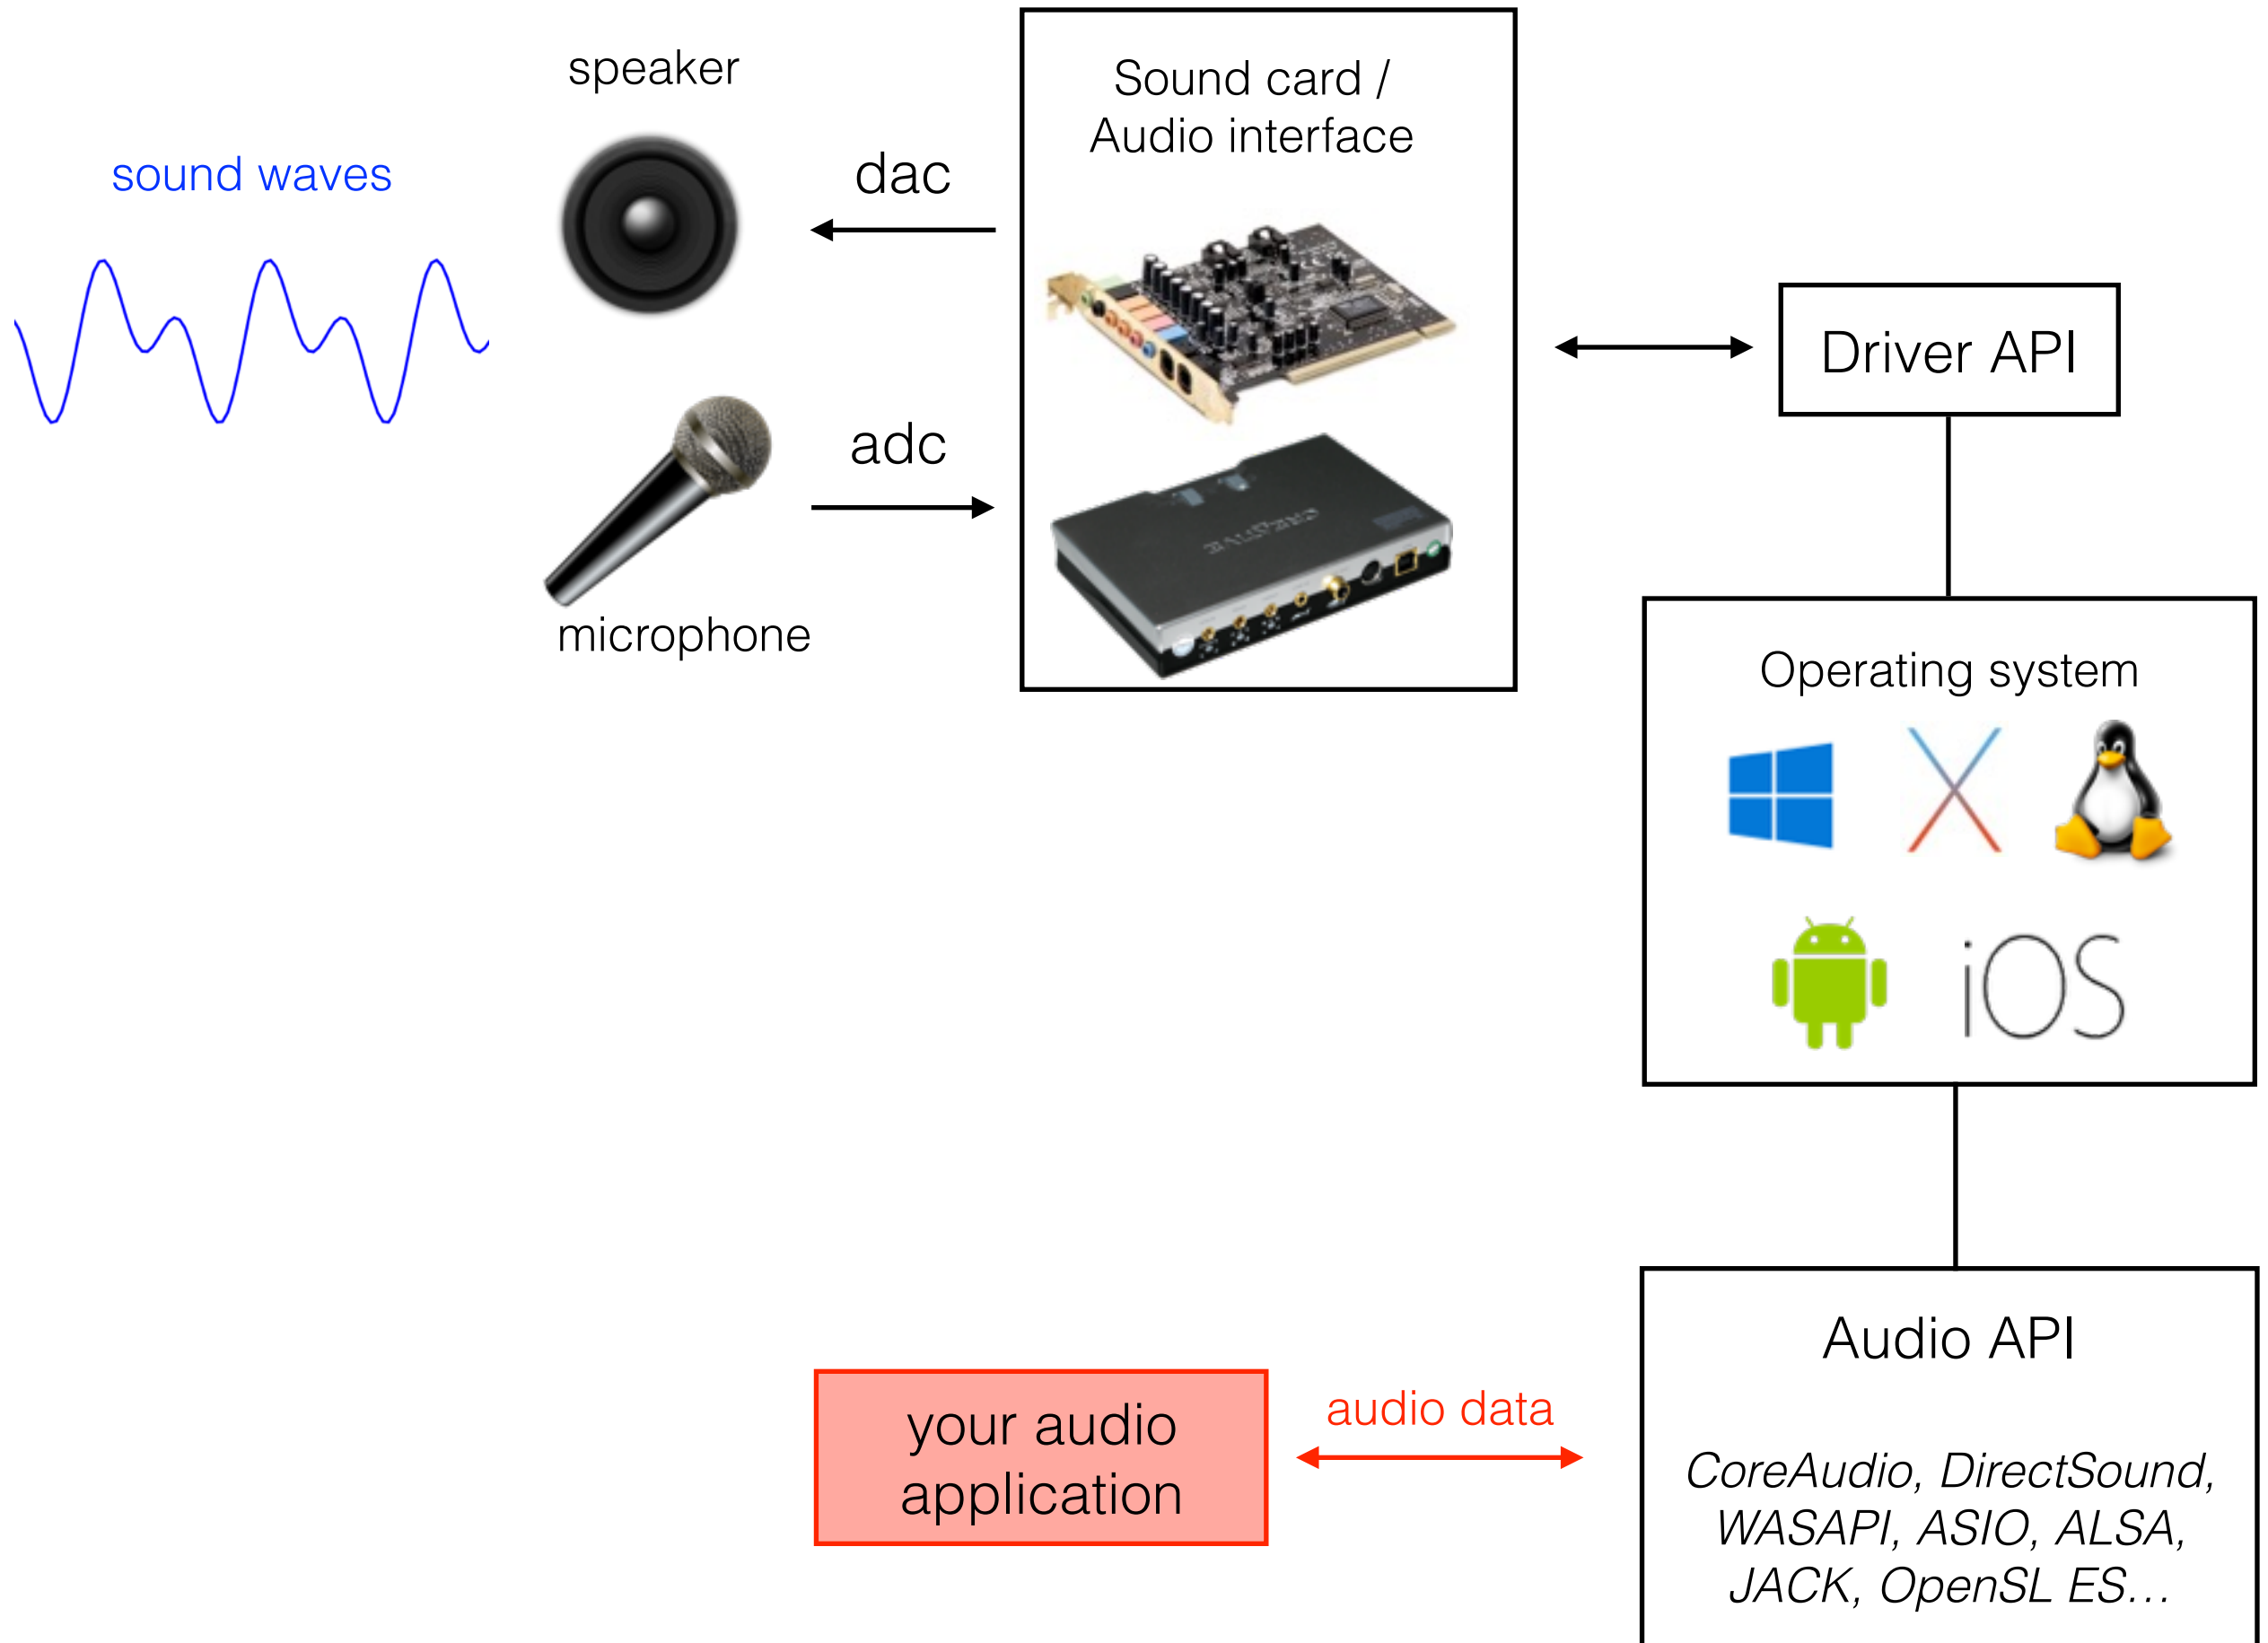 speaker
sound waves
dac
Sound card /
Audio interface
adc
microphone
Driver API
Operating system
iOS
Audio API
CoreAudio, DirectSound,
WASAPI, ASIO, ALSA,
JACK, OpenSL ES…
audio data
your audio
application